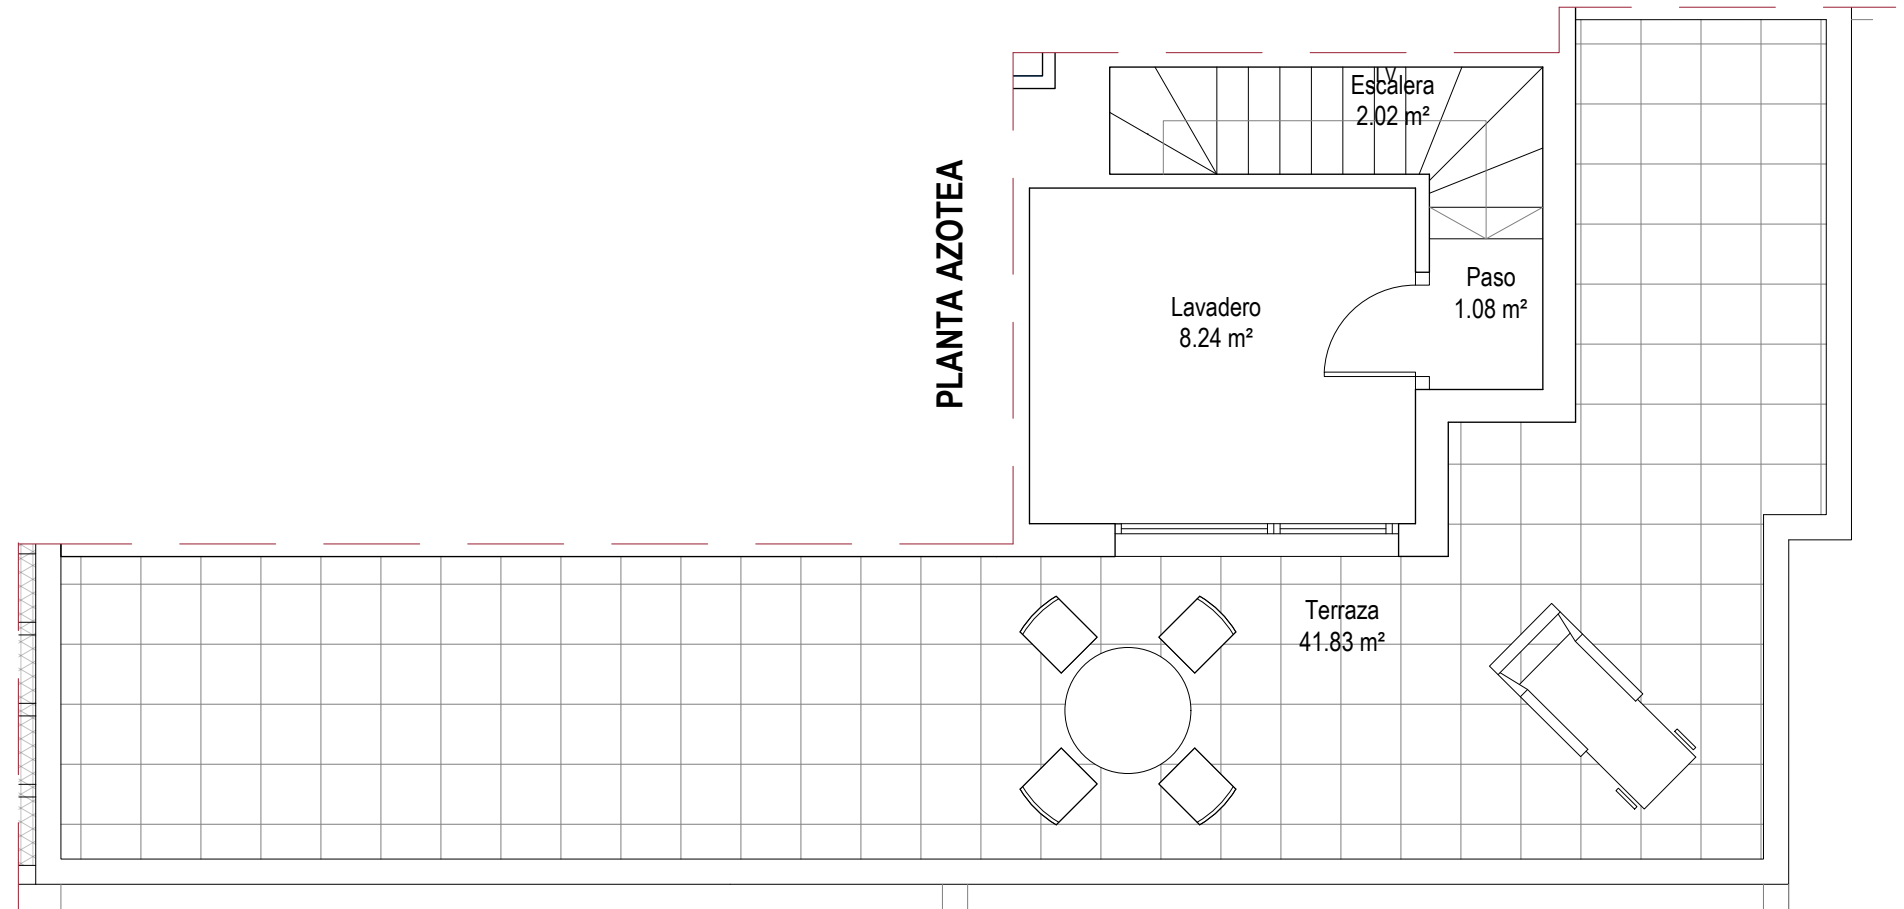 Escalera
2.02 m²
PLANTA AZOTEA
Paso
1.08 m²
Lavadero
8.24 m²
Terraza
41.83 m²